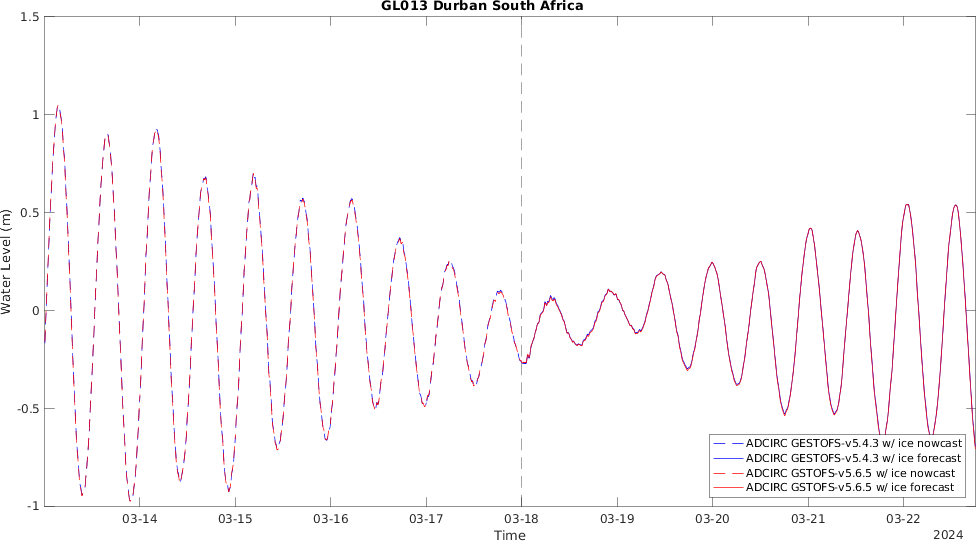 GL013 Durban South Africa
1.5
1
0.5
0
-0.5
-1
Water Level (m)
03-14 03-15 03-16 03-17 03-18 03-19 03-20 03-21 03-22
Time
2024
ADCIRC GESTOFS-v5.4.3 w/ ice nowcast
ADCIRC GESTOFS-v5.4.3 w/ ice forecast
ADCIRC GSTOFS-v5.6.5 w/ ice nowcast
ADCIRC GSTOFS-v5.6.5 w/ ice forecast